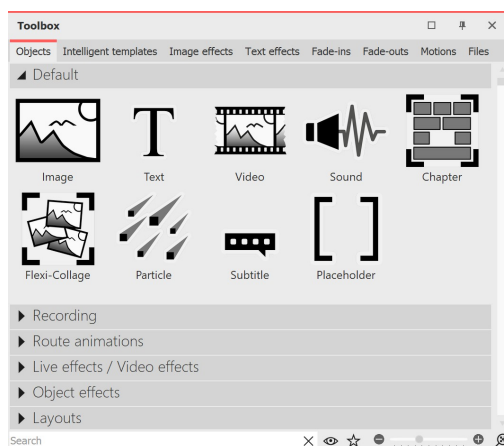 Toolbox
Objects Intelligent templates Image effects Text effects Fade-ins Fade-outs Motions Files
Default
Image Text Video Sound Chapter
Flexi-Collage Particle Subtitle Placeholder
Recording
Route animations
Live effects / Video effects
Object effects
Layouts
Search